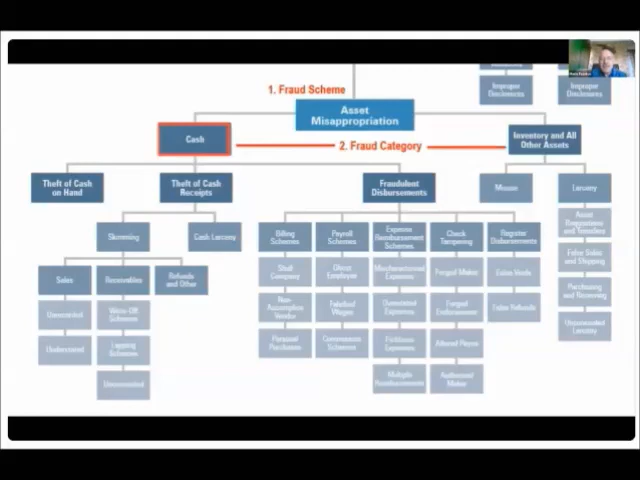 Improper
Disclosures
Improper
Disclosures
1. Fraud Scheme
Asset
Misappropriation
Cash
2. Fraud Category
Inventory and All
Other Assets
Theft of Cash
on Hand
Theft of Cash
Receipts
Fraudulent
Disbursements
Misuse
Larceny
Skimming
Cash Larceny
Billing
Schemes
Payroll
Schemes
Expense
Reimbursement
Schemes
Check
Tampering
Register
Disbursements
Asset
Requisitions
and Transfers
Sales
Receivables
Refunds
and Other
Shell
Company
Ghost
Employee
Mischaracterized
Expenses
Forged Maker
False Voids
False Sales
and Shipping
Unrecorded
Write-Off
Schemes
Non-
Accomplice
Vendor
Falsified
Wages
Overstated
Expenses
Forged
Endorsement
False Refunds
Purchasing
and Receiving
Understated
Lapping
Schemes
Personal
Purchases
Commission
Schemes
Fictitious
Expenses
Altered Payee
Unconcealed
Larceny
Unconcealed
Multiple
Reimbursements
Authorized
Maker